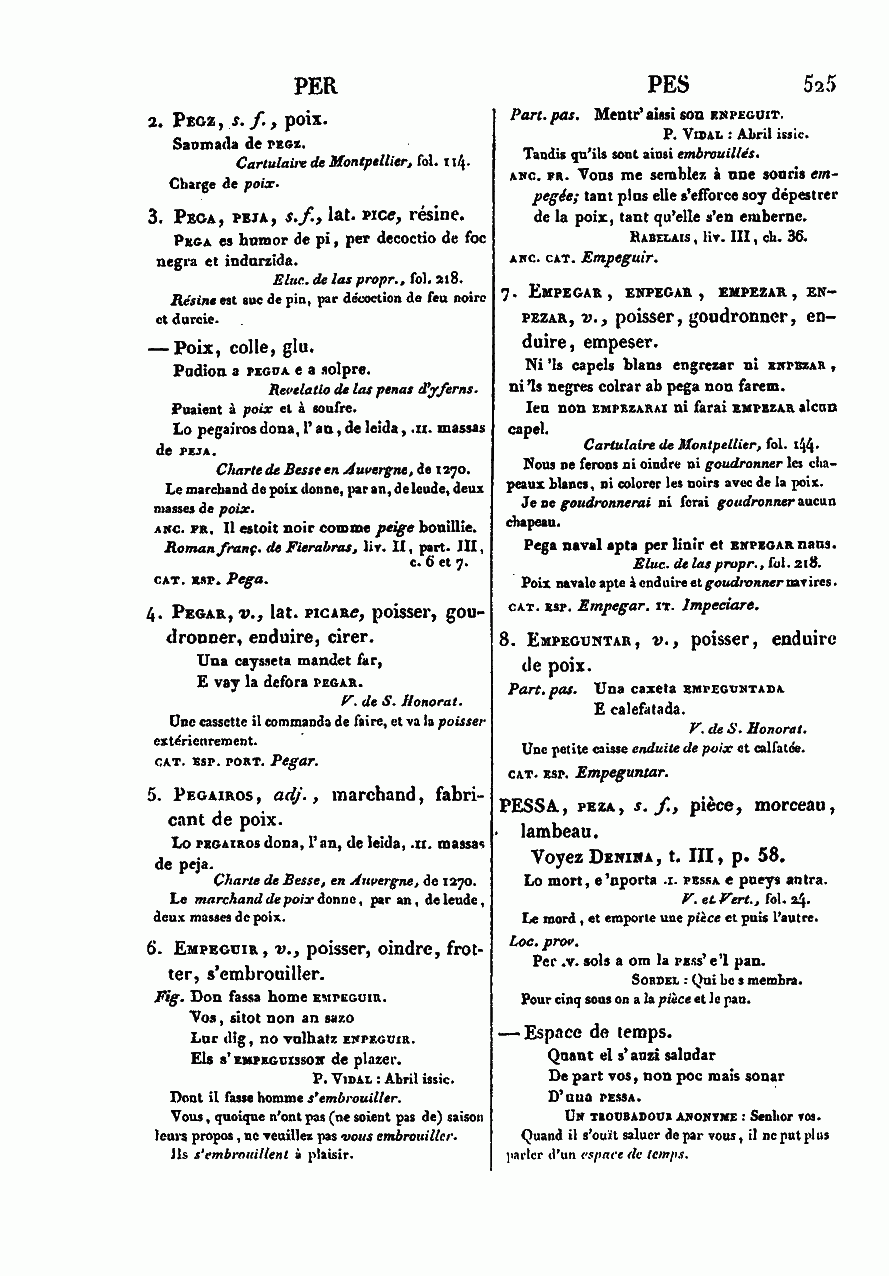 PER
PES 525
2. Pegz, s. f., poix.
Saumada de pegz.
Cartulaire de Montpellier, fol. 114.
Charge de poix.
3. Pega, peja, s. f., lat. pice, résine.
Pega es humor de pi, per decoctio de foc
negra et indurzida.
Eluc. de las propr., fol. 218.
Résine est suc de pin, par décoction de feu noire
et durcie.
— Poix, colle, glu.
Pudion a pegua e a solpre.
Revelatio de las penas d'yferns.
Puaient à poix et à soufre.
Lo pegairos dona, l'an, de leida, .ii. massas
de peja.
Charte de Besse en Auvergne, de 1270.
Le marchand de poix donne, par an, de leude, deux
masses de poix.
anc. fr. Il estoit noir comme peige bouillie.
Roman franç. de Fierabras, liv. II, part. III,
c. 6 et 7.
cat. esp. Pega.
4. Pegar, v., lat. picare, poisser, gou-
dronner, enduire, cirer.
Una caysseta mandet far,
E vay la defora pegar.
V. de S. Honorat.
Une cassette il commanda de faire, et va la poisser
extérieurement.
cat. esp. port. Pegar.
5. Pegairos, adj., marchand, fabri-
cant de poix.
Lo pegairos dona, l'an, de leida, .ii. massas
de peja.
Charte de Besse, en Auvergne, de 1270.
Le marchand de poix donne, par an, de leude,
deux masses de poix.
6. Empeguir, v., poisser, oindre, frot-
ter, s'embrouiller.
Fig. Don fassa home empeguir.
Vos, sitot non an sazo
Lur dig, no vulhatz enpeguir.
Els s'empeguisson de plazer.
P. Vidal : Abril issic.
Dont il fasse homme s'embrouiller.
Vous, quoique n'ont pas (ne soient pas de) saison
leurs propos, ne veuillez pas vous embrouiller.
Ils s'embrouillent à plaisir.
Part. pas. Mentr' aissi son enpeguit.
P. Vidal : Abril issic.
Tandis qu'ils sont ainsi embrouillés.
anc. fr. Vous me semblez à une souris em-
pegée; tant plus elle s'efforce soy dépestrer
de la poix, tant qu'elle s'en emberne.
Rabelais, liv. III, ch. 36.
anc. cat. Empeguir.
7. Empegar, enpegar, empezar, en-
pezar, v., poisser, goudronner, en-
duire, empeser.
Ni 'ls capels blans engrezar ni enpezar,
ni 'ls negres colrar ab pega non farem.
Ieu non empezarai ni farai empezar alcun
capel.
Cartulaire de Montpellier, fol. 144.
Nous ne ferons ni oindre ni goudronner les cha-
peaux blancs, ni colorer les noirs avec de la poix.
Je ne goudronnerai ni ferai goudronner aucun
chapeau.
Pega naval apta per linir et enpegar naus.
Eluc. de las propr., fol. 218.
Poix navale apte à enduire et goudronner navires.
cat. esp. Empegar. it. Impeciare.
8. Empeguntar, v., poisser, enduire
de poix.
Part. pas. Una caxeta empeguntada
E calefatada.
V. de S. Honorat.
Une petite caisse enduite de poix et calfatée.
cat. esp. Empeguntar.
PESSA, peza, s. f., pièce, morceau,
lambeau.
Voyez Denina, t. III, p. 58.
Lo mort, e 'nporta .i. pessa e pueys autra.
V. et Vert., fol. 24.
Le mord, et emporte une pièce et puis l'autre.
Loc. prov.
Per .v. sols a om la pess' e'l pan.
Sordel : Qui be s membra.
Pour cinq sous on a la pièce et le pan.
— Espace de temps.
Quant el s'auzi saludar
De part vos, non poc mais sonar
D'una pessa.
Un troubadour anonyme : Senhor vos.
Quand il s'ouït saluer de par vous, il ne put plus
parler d'un espace de temps.